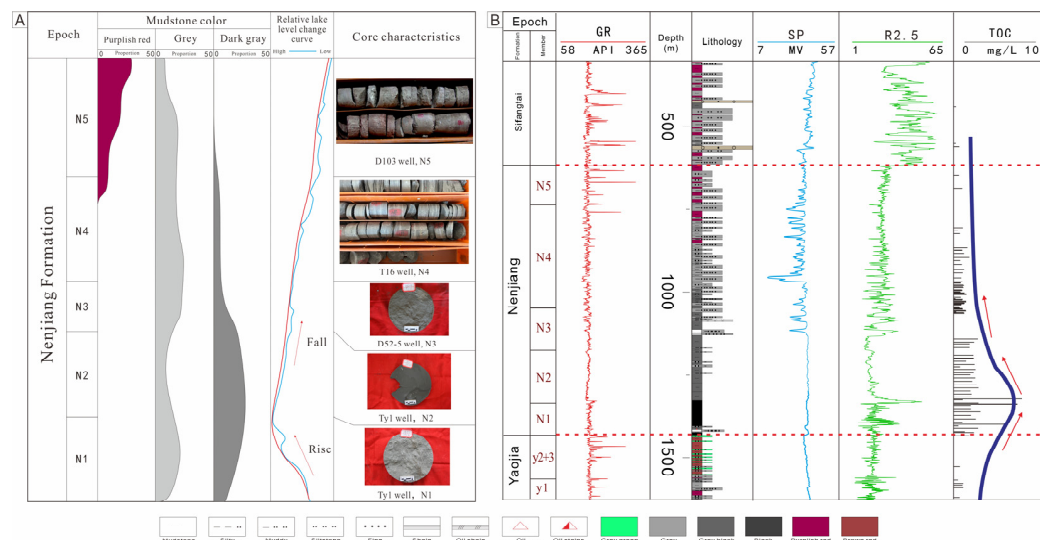 A
Epoch
Mudstone color
Purplish red
Grey
Dark gray
0 Proportion 50
0 Proportion 50
0 Proportion 50
Relative lake
level change
curve
High
Low
Core characteristics
Nenjiang Formation
N5
N4
N3
N2
N1
Fall
Rise
D103 well, N5
T16 well, N4
D52-5 well, N3
Ty1 well, N2
Ty1 well, N1
B
Epoch
Formation
Member
GR
58 API 365
Depth
(m)
Lithology
SP
7 MV 57
R2.5
1 65
TOC
0 mg/L 10
Sifangtai
Nenjiang
Yaojia
N5
N4
N3
N2
N1
y2+3
y1
500
1000
1500